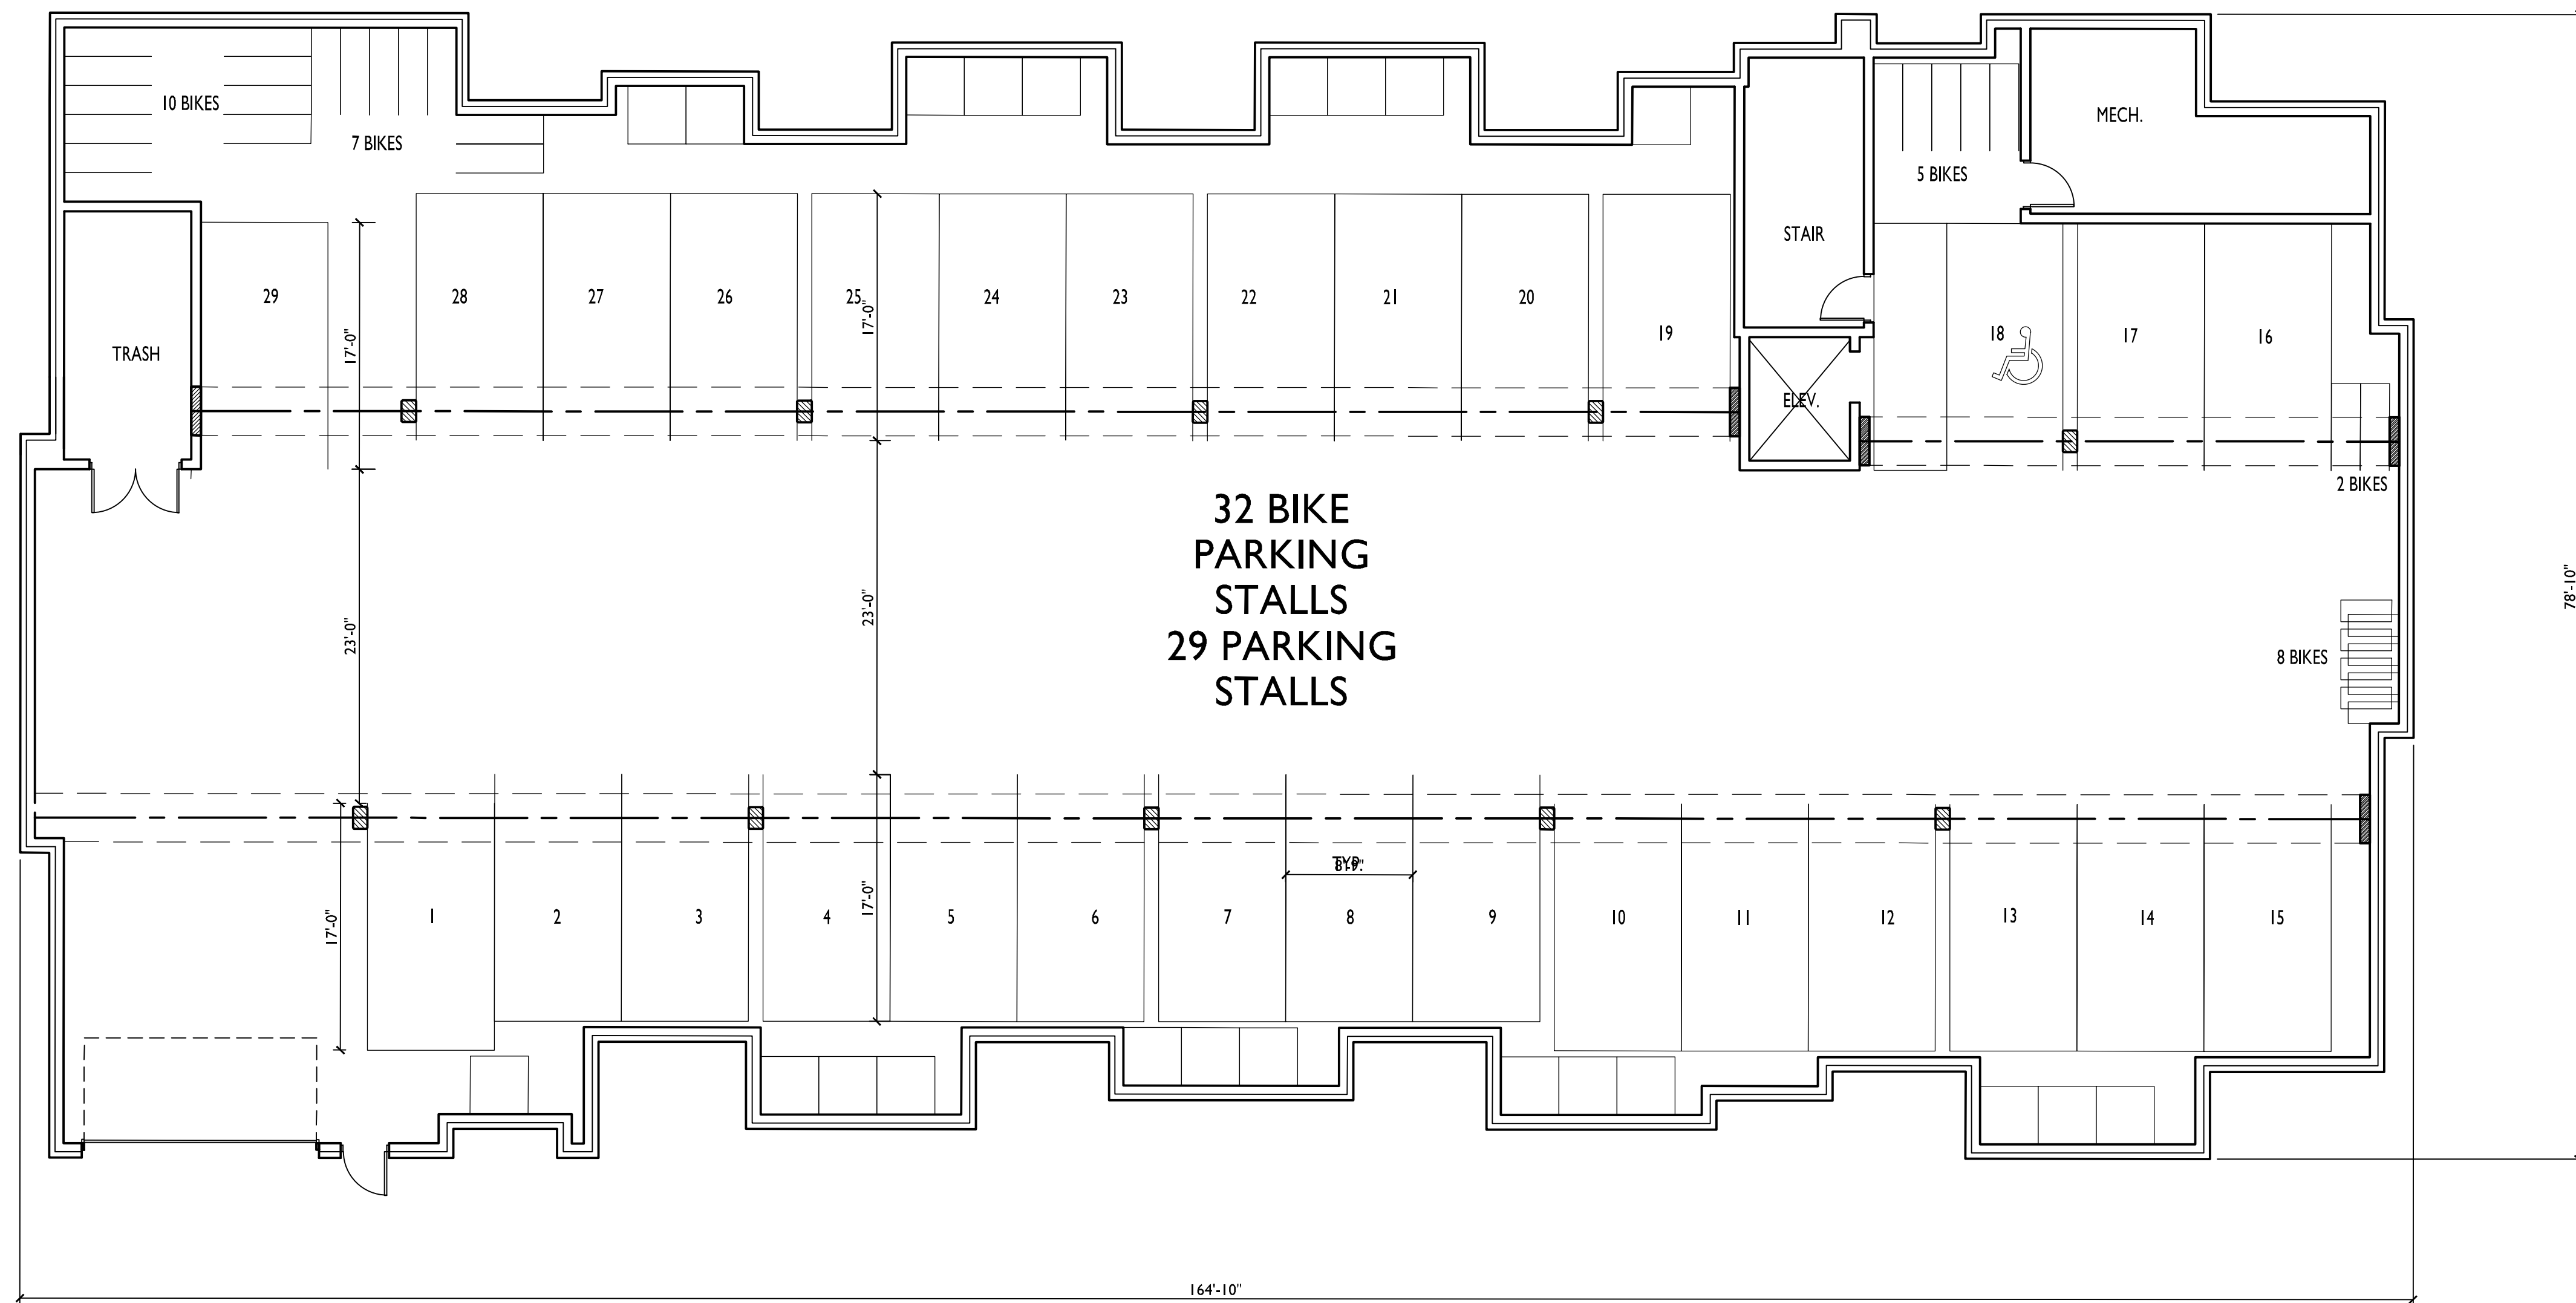 10 BIKES
7 BIKES
MECH.
5 BIKES
STAIR
29
28
27
26
25
24
23
22
21
20
19
18
17
16
17'-0"
17'-0"
TRASH
ELEV.
2 BIKES
32 BIKE
PARKING
STALLS
29 PARKING
STALLS
23'-0"
23'-0"
8 BIKES
78'-10"
TYP.
17'-0"
17'-0"
1
2
3
4
5
6
7
8
9
10
11
12
13
14
15
164'-10"